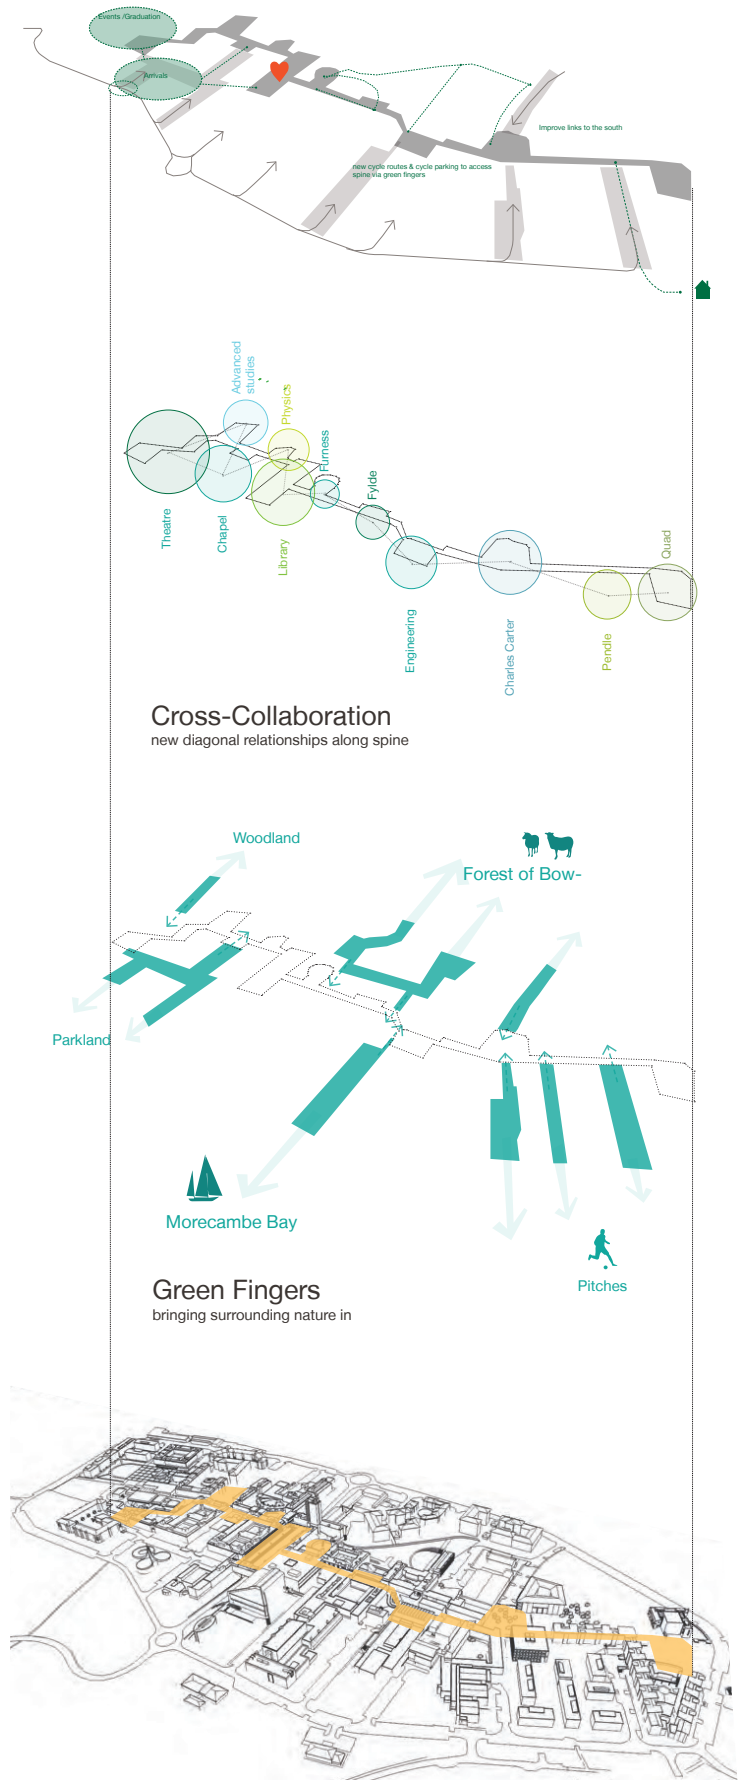 Events /Graduation
Arrivals
Improve links to the south
new cycle routes & cycle parking to access
spine via green fingers
Advanced
studies
Physics
Furness
Fylde
Theatre
Chapel
Library
Quad
Engineering
Charles Carter
Pendle
Cross-Collaboration
new diagonal relationships along spine
Woodland
Forest of Bow-
Parkland
Morecambe Bay
Pitches
Green Fingers
bringing surrounding nature in